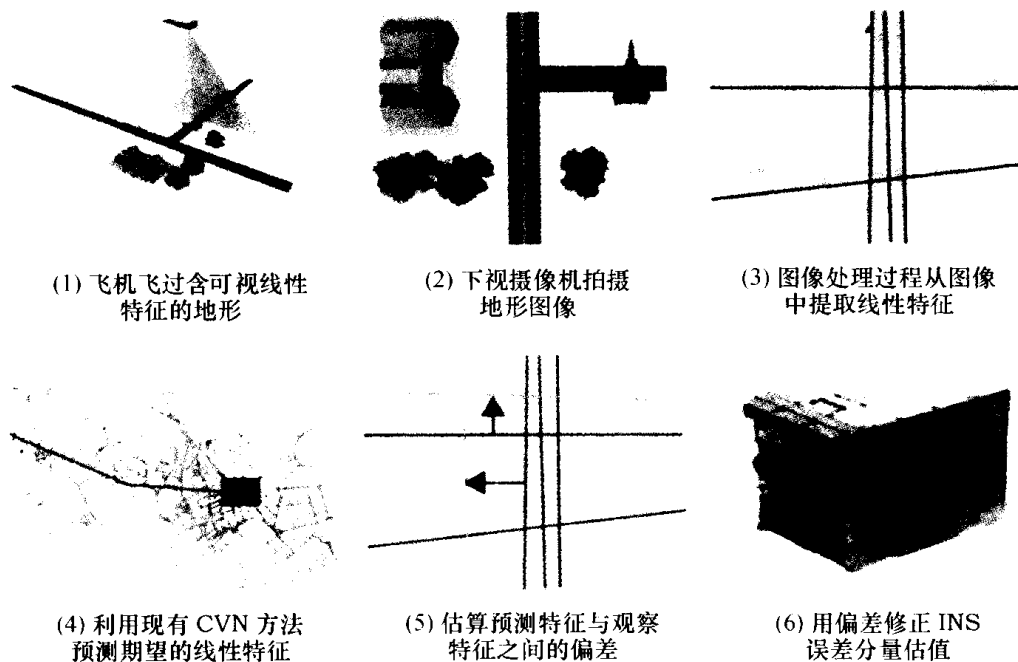 (1) 飞机飞过含可视线性
特征的地形
(2) 下视摄像机拍摄
地形图像
(3) 图像处理过程从图像
中提取线性特征
(4) 利用现有 CVN 方法
预测期望的线性特征
(5) 估算预测特征与观察
特征之间的偏差
(6) 用偏差修正 INS
误差分量估值